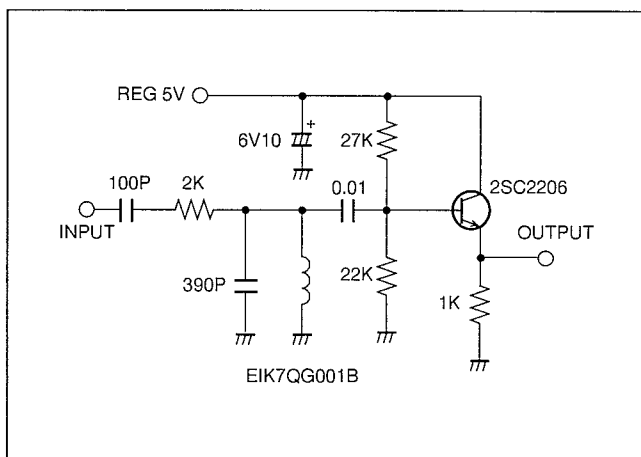 REG 5V
6V10
+
27K
2SC2206
100P
2K
0.01
INPUT
OUTPUT
390P
22K
1K
EIK7QG001B